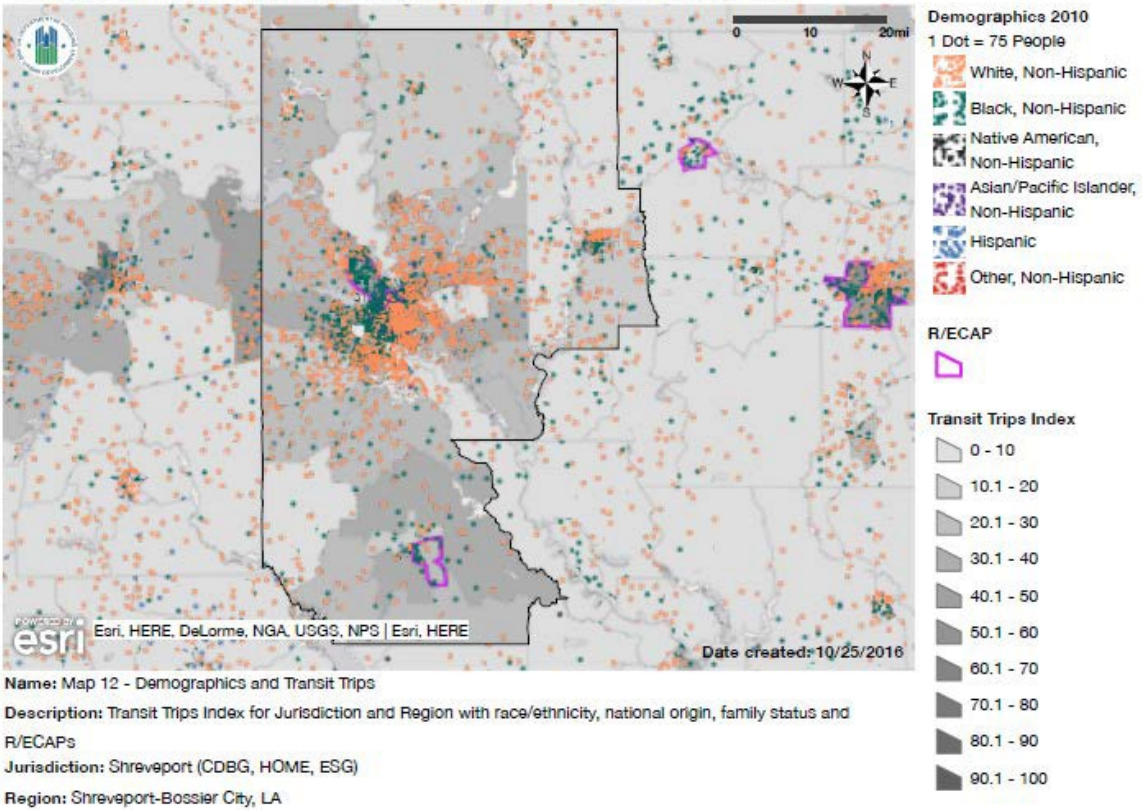 0 20mi
N
W E
S
POWERED BY
esri
Esri, HERE, DeLorme, NGA, USGS, NPS | Esri, HERE
Date created: 10/25/2016
Demographics 2010
1 Dot = 75 People
White, Non-Hispanic
Black, Non-Hispanic
Native American,
Non-Hispanic
Asian/Pacific Islander,
Non-Hispanic
Hispanic
Other, Non-Hispanic
R/ECAP
Transit Trips Index
0 - 10
10.1 - 20
20.1 - 30
30.1 - 40
40.1 - 50
50.1 - 60
60.1 - 70
70.1 - 80
80.1 - 90
90.1 - 100
Name: Map 12 - Demographics and Transit Trips
Description: Transit Trips Index for Jurisdiction and Region with race/ethnicity, national origin, family status and
R/ECAPs
Jurisdiction: Shreveport (CDBG, HOME, ESG)
Region: Shreveport-Bossier City, LA